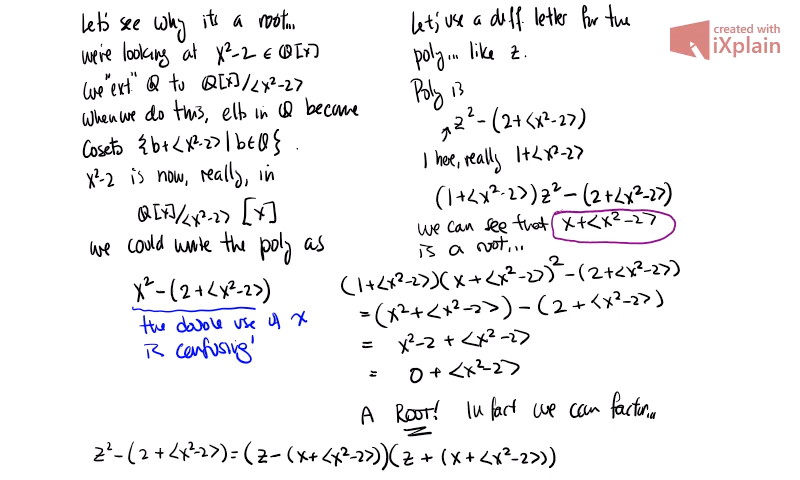 Let's see why its a root...
we're looking at x²-2 ∈ Q[x]
we "ext" Q to Q[x]/<x²-2>
When we do this, elts in Q become
Cosets {b+<x²-2> | b∈Q}.
x²-2 is now, really, in
Q[x]/<x²-2> [x]
we could write the poly as
x²-(2+<x²-2>)
the double use of x
is confusing!
Let's use a diff letter for the
poly... like z.
Poly is
z²-(2+<x²-2>)
1 here, really 1+<x²-2>
(1+<x²-2>)z²-(2+<x²-2>)
we can see that x+<x²-2>
is a root...
(1+<x²-2>)(x+<x²-2>)²-(2+<x²-2>)
=(x²+<x²-2>)-(2+<x²-2>)
= x²-2+<x²-2>
= 0+<x²-2>
A ROOT! In fact we can factor...
z²-(2+<x²-2>)=(z-(x+<x²-2>))(z+(x+<x²-2>))
created with
iXplain